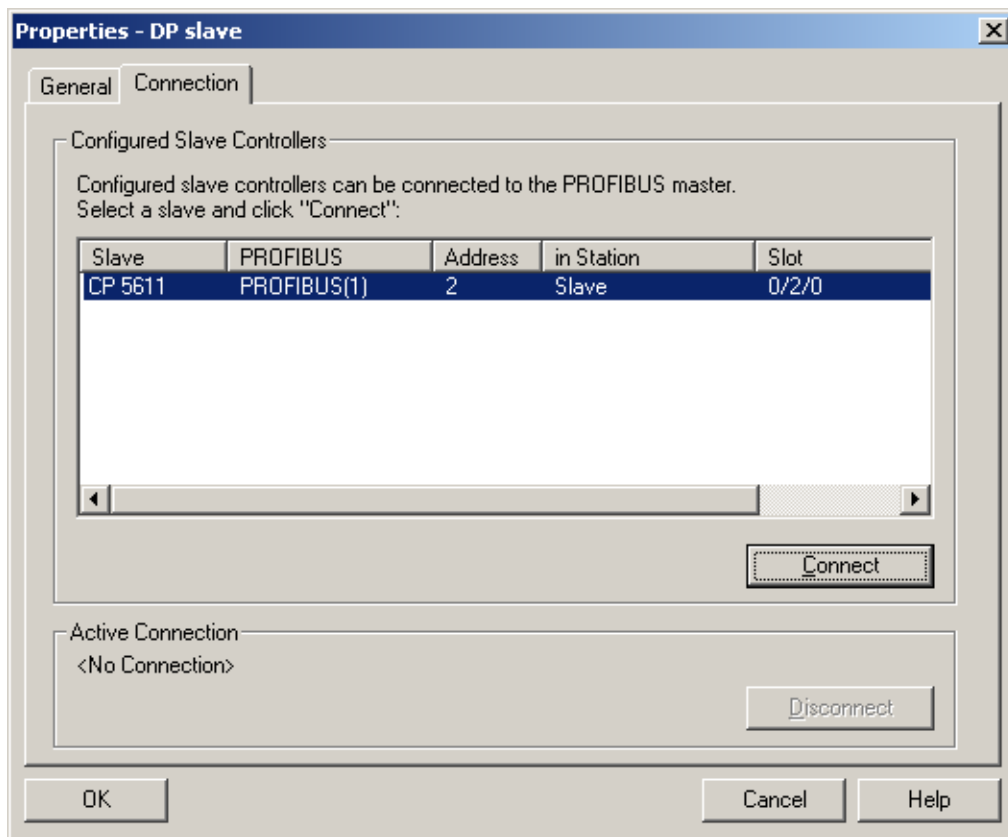 Properties - DP slave
General Connection
Configured Slave Controllers
Configured slave controllers can be connected to the PROFIBUS master.
Select a slave and click "Connect":
Slave PROFIBUS Address in Station Slot
CP 5611 PROFIBUS(1) 2 Slave 0/2/0
Connect
Active Connection
<No Connection>
Disconnect
OK Cancel Help